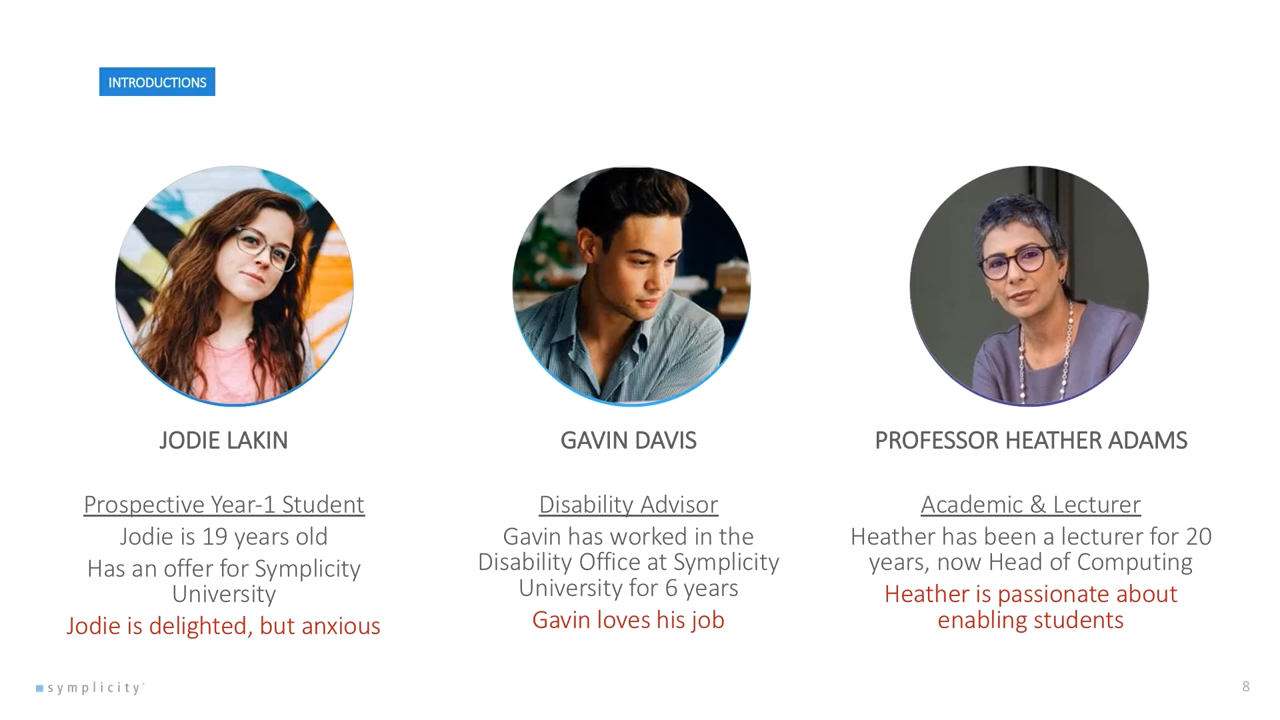 INTRODUCTIONS
JODIE LAKIN
Prospective Year-1 Student
Jodie is 19 years old
Has an offer for Symplicity
University
Jodie is delighted, but anxious
GAVIN DAVIS
Disability Advisor
Gavin has worked in the
Disability Office at Symplicity
University for 6 years
Gavin loves his job
PROFESSOR HEATHER ADAMS
Academic & Lecturer
Heather has been a lecturer for 20
years, now Head of Computing
Heather is passionate about
enabling students
symplicity
8